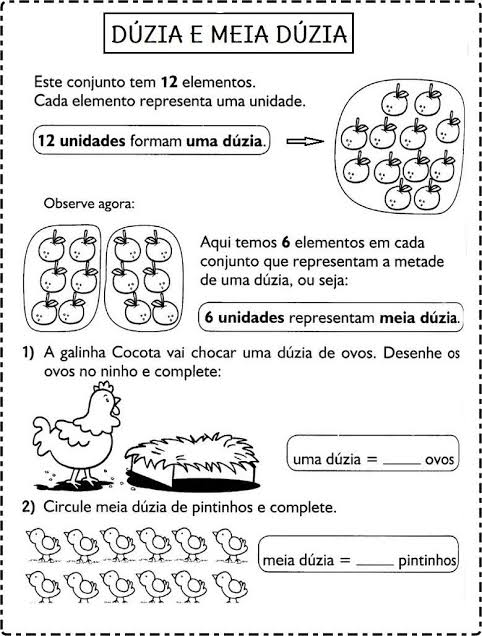 DÚZIA E MEIA DÚZIA
Este conjunto tem 12 elementos.
Cada elemento representa uma unidade.
12 unidades formam uma dúzia.
Observe agora:
Aqui temos 6 elementos em cada
conjunto que representam a metade
de uma dúzia, ou seja:
6 unidades representam meia dúzia.
1) A galinha Cocota vai chocar uma dúzia de ovos. Desenhe os
ovos no ninho e complete:
uma dúzia = ______ ovos
2) Circule meia dúzia de pintinhos e complete.
meia dúzia = _____ pintinhos